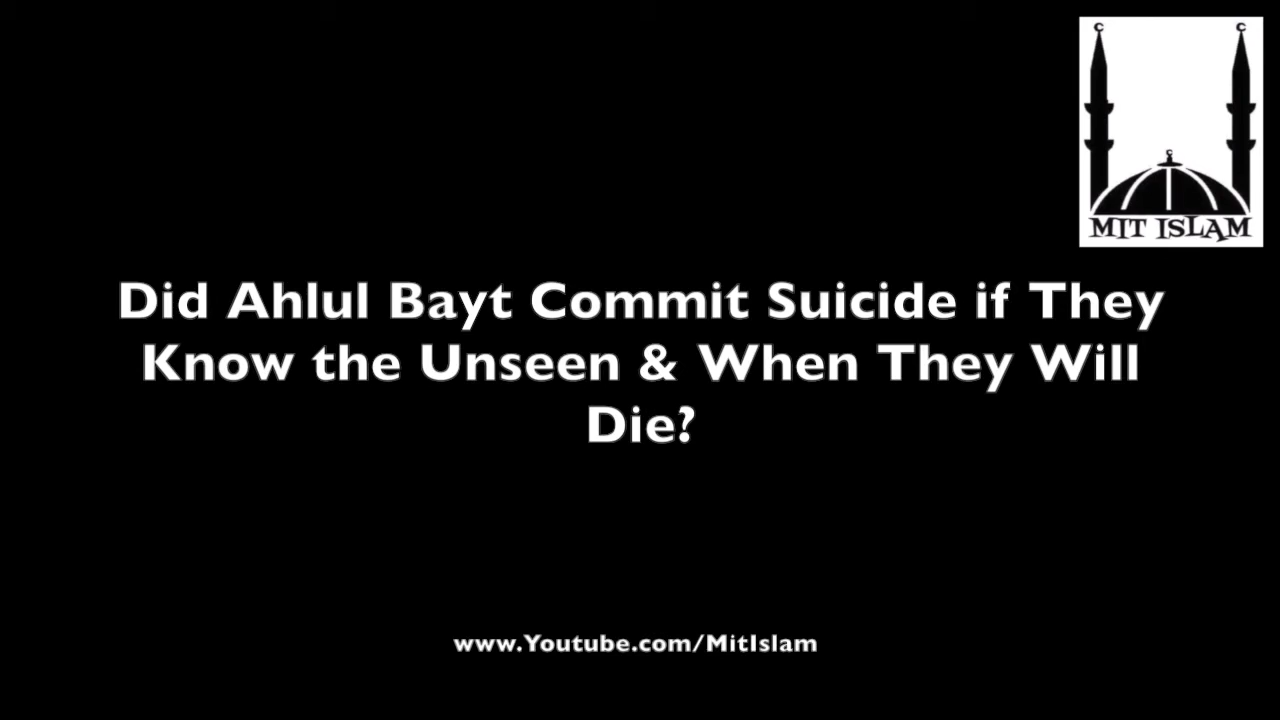 MIT ISLAM
Did Ahlul Bayt Commit Suicide if They
Know the Unseen & When They Will
Die?
www.Youtube.com/MitIslam